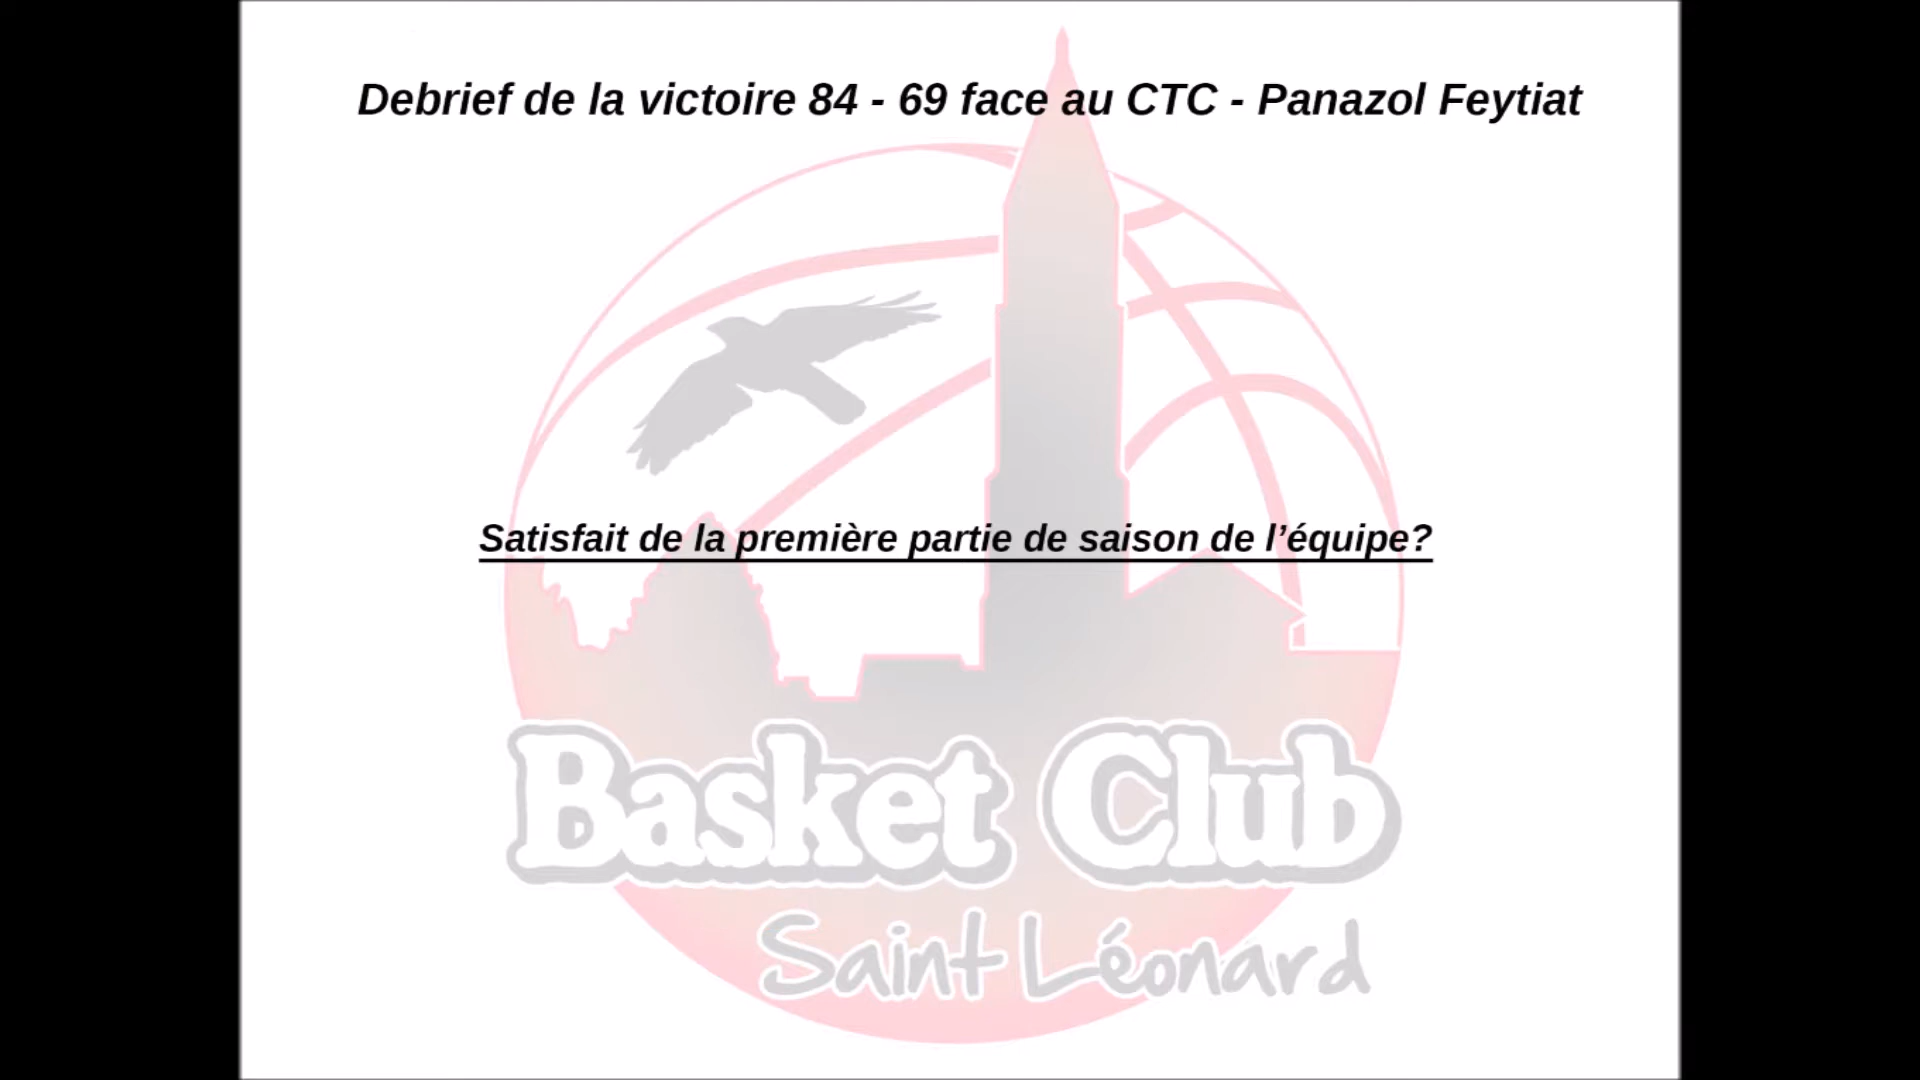 Debrief de la victoire 84 - 69 face au CTC - Panazol Feytiat
Satisfait de la première partie de saison de l’équipe?
Basket Club
Saint Léonard